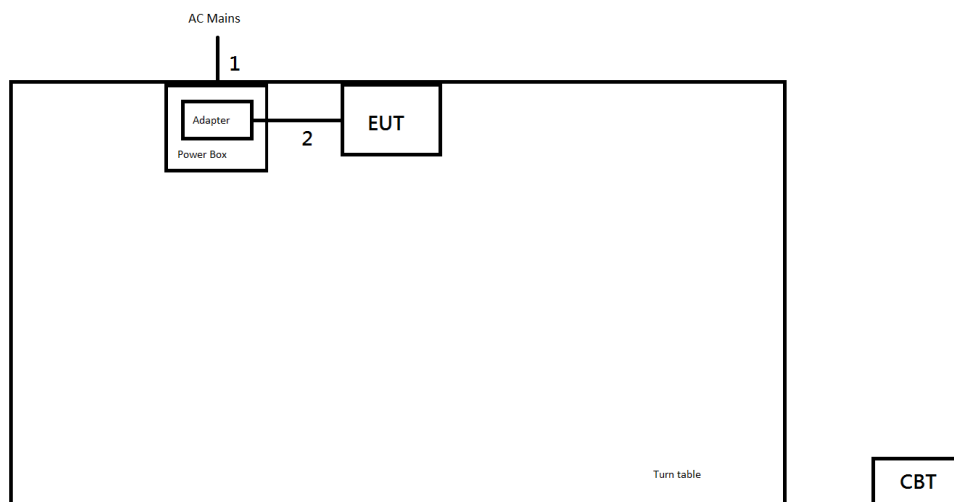 AC Mains
1
Adapter
EUT
2
Power Box
Turn table
CBT